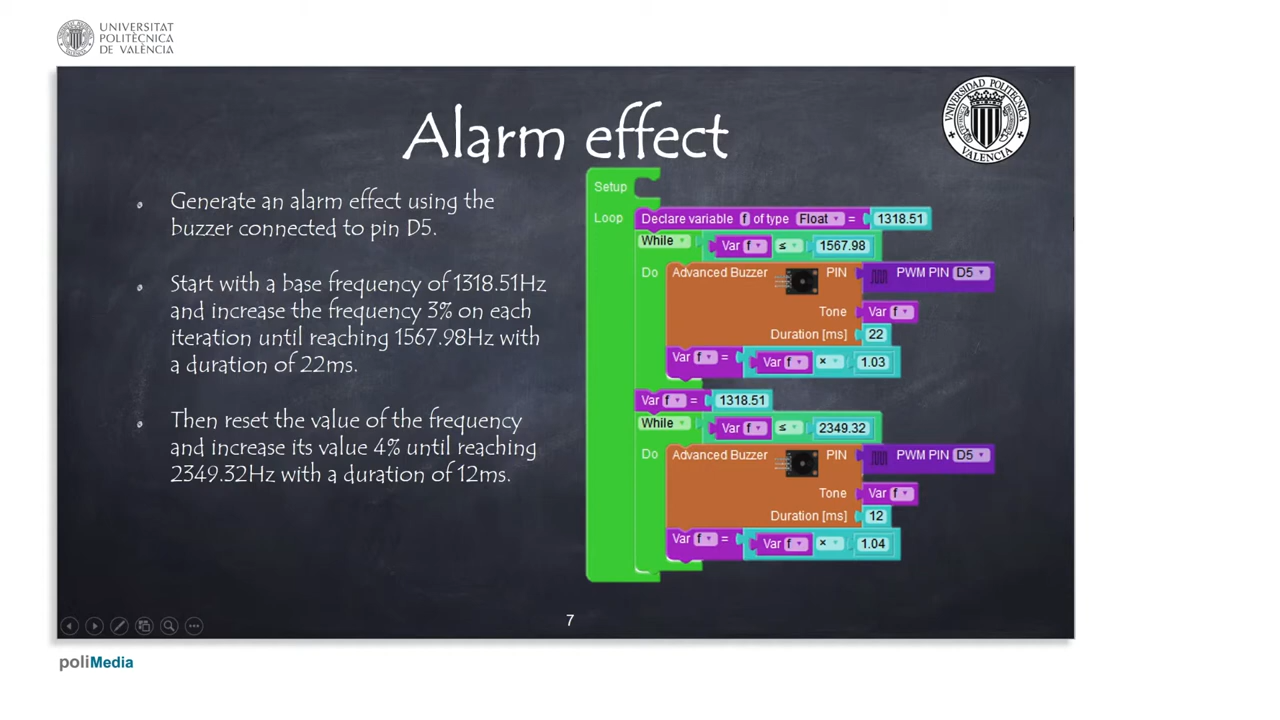 UNIVERSITAT
POLITÈCNICA
DE VALÈNCIA
UNIVERSIDAD POLITECNICA
VALENCIA
Alarm effect
Generate an alarm effect using the
buzzer connected to pin D5.
Start with a base frequency of 1318.51Hz
and increase the frequency 3% on each
iteration until reaching 1567.98Hz with
a duration of 22ms.
Then reset the value of the frequency
and increase its value 4% until reaching
2349.32Hz with a duration of 12ms.
Setup
Loop
Declare variable f of type Float = 1318.51
While Var f ≤ 1567.98
Do Advanced Buzzer PIN PWM PIN D5
Tone Var f
Duration [ms] 22
Var f = Var f × 1.03
Var f = 1318.51
While Var f ≤ 2349.32
Do Advanced Buzzer PIN PWM PIN D5
Tone Var f
Duration [ms] 12
Var f = Var f × 1.04
7
poliMedia